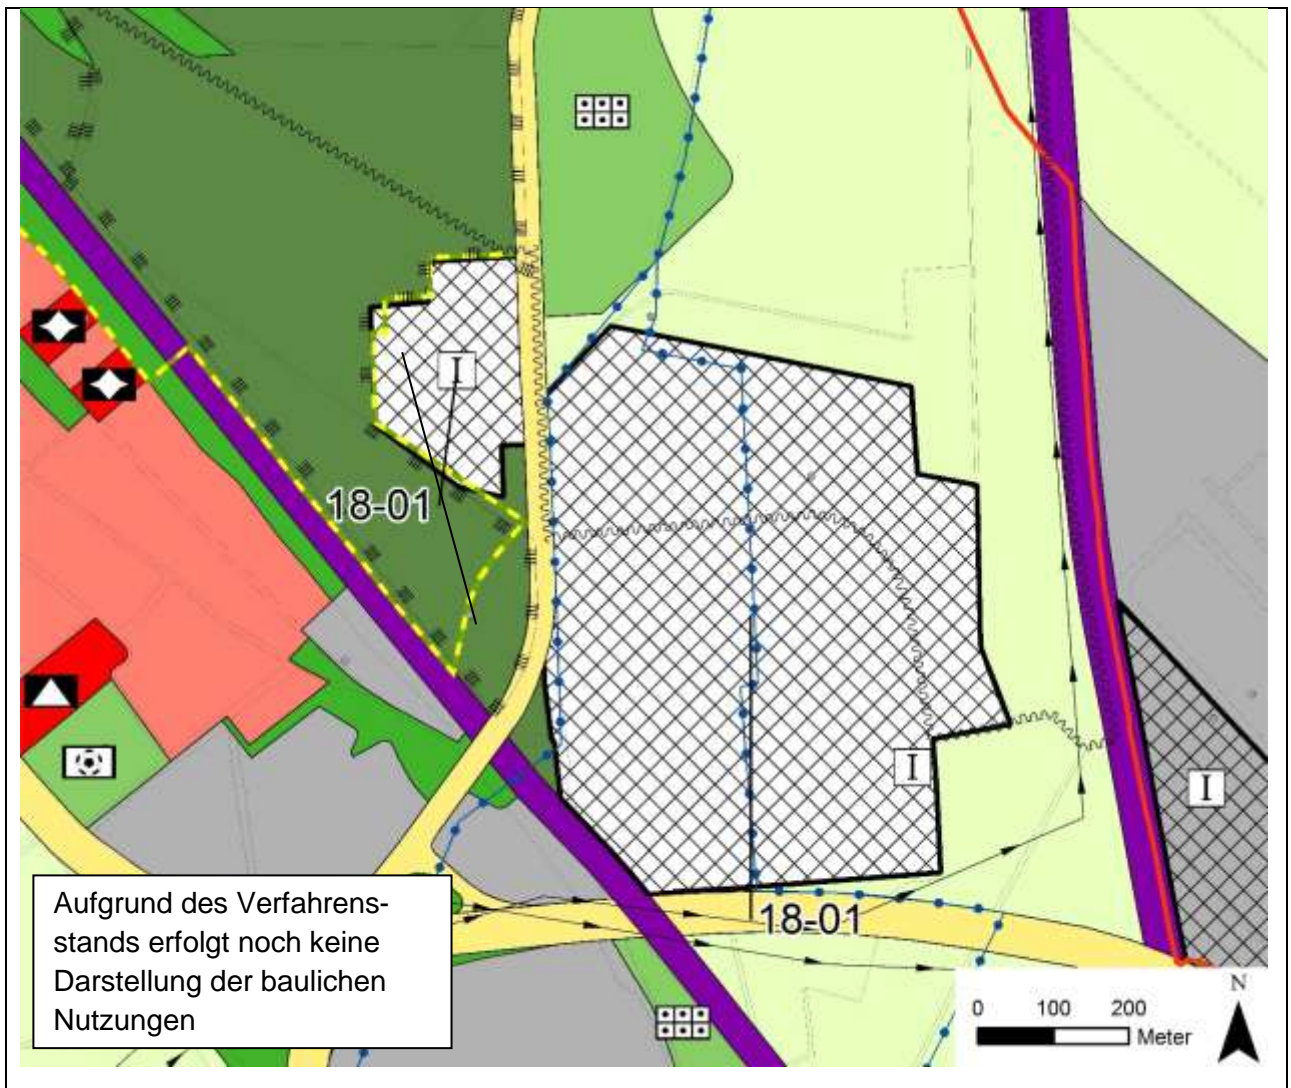 I
18-01
I
I
18-01
Aufgrund des Verfahrens-
stands erfolgt noch keine
Darstellung der baulichen
Nutzungen
N
0 100 200
Meter